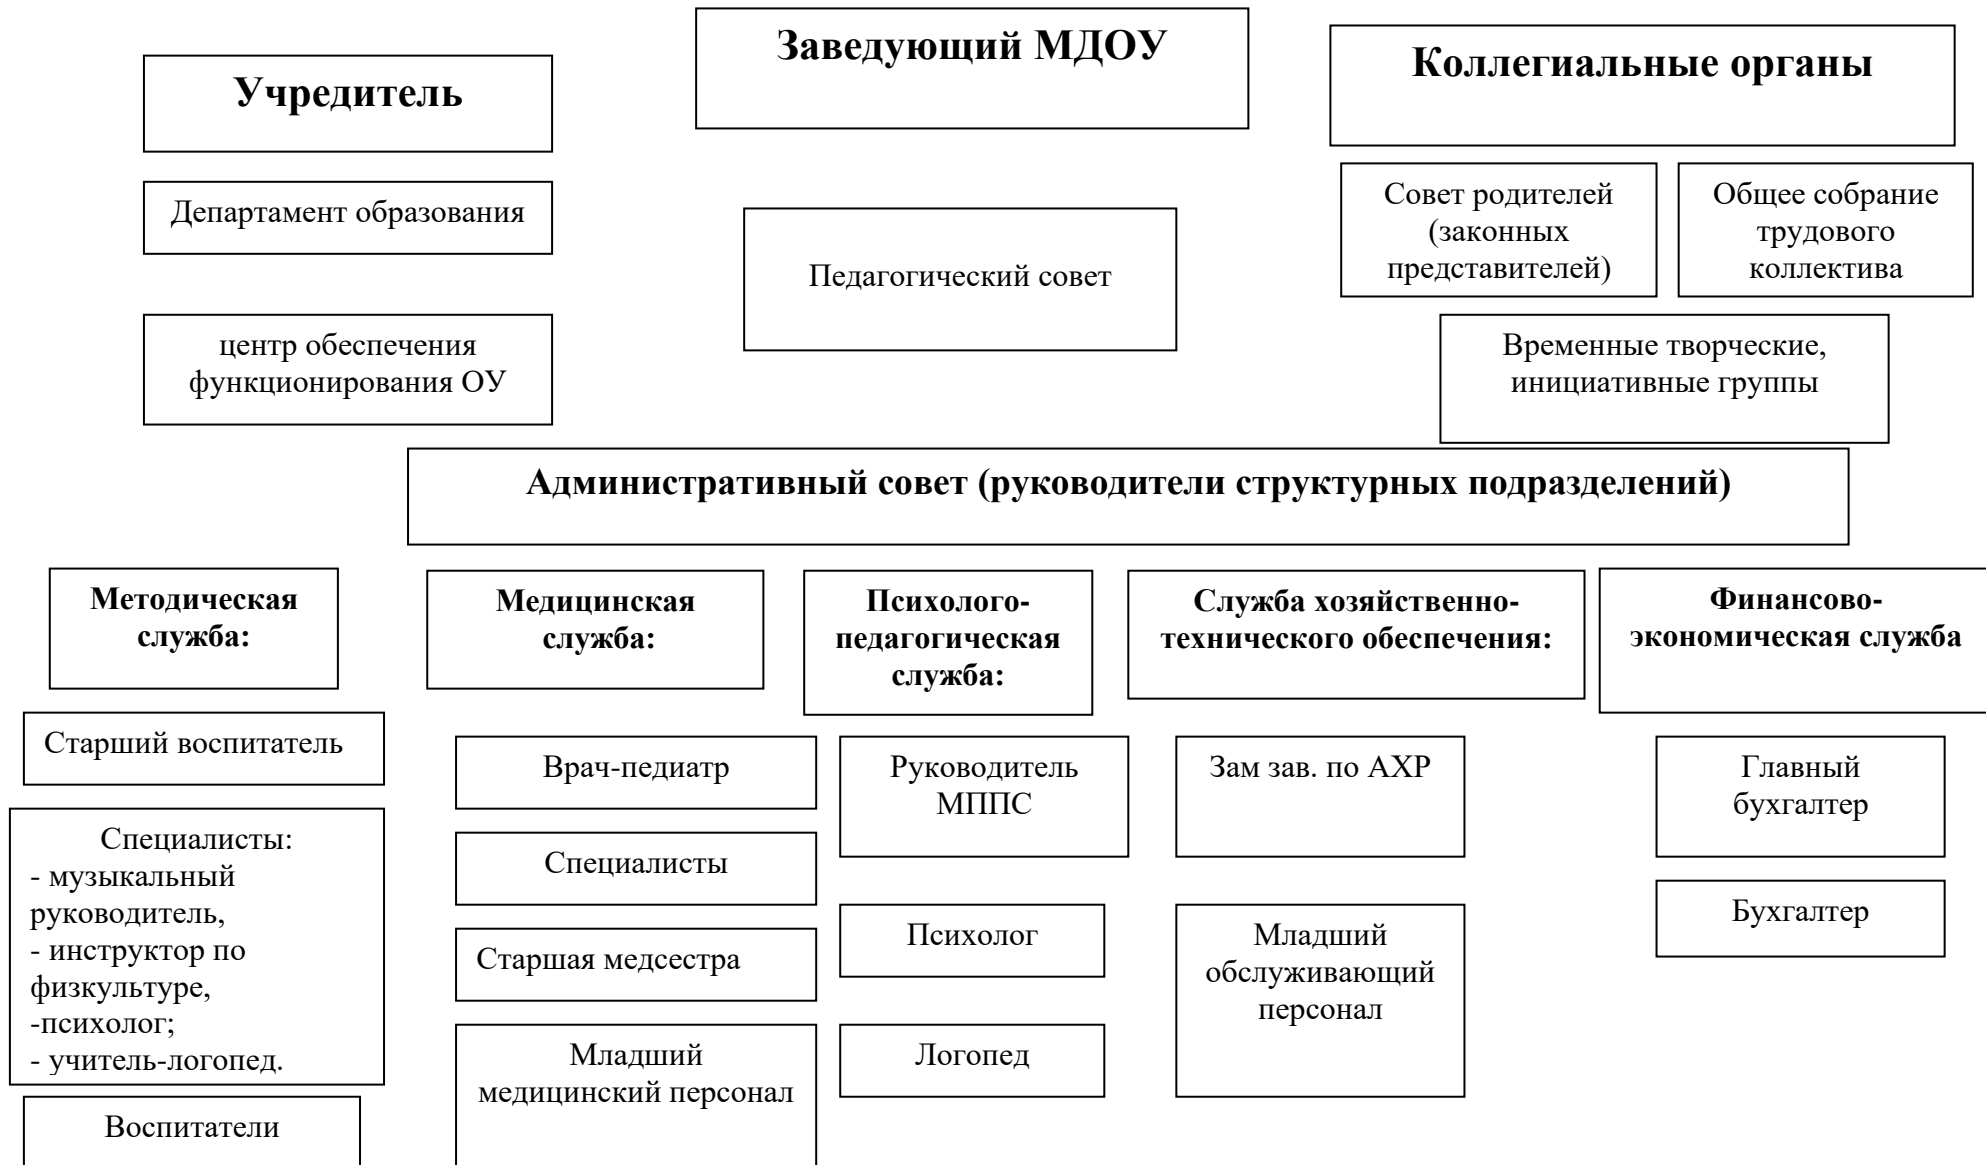 Заведующий МДОУ
Учредитель
Коллегиальные органы
Департамент образования
центр обеспечения
функционирования ОУ
Педагогический совет
Совет родителей
(законных
представителей)
Общее собрание
трудового
коллектива
Временные творческие,
инициативные группы
Административный совет (руководители структурных подразделений)
Методическая
служба:
Старший воспитатель
Специалисты:
- музыкальный
руководитель,
- инструктор по
физкультуре,
-психолог;
- учитель-логопед.
Воспитатели
Медицинская
служба:
Врач-педиатр
Специалисты
Старшая медсестра
Младший
медицинский персонал
Психолого-
педагогическая
служба:
Руководитель
МППС
Психолог
Логопед
Служба хозяйственно-
технического обеспечения:
Зам зав. по АХР
Младший
обслуживающий
персонал
Финансово-
экономическая служба
Главный
бухгалтер
Бухгалтер